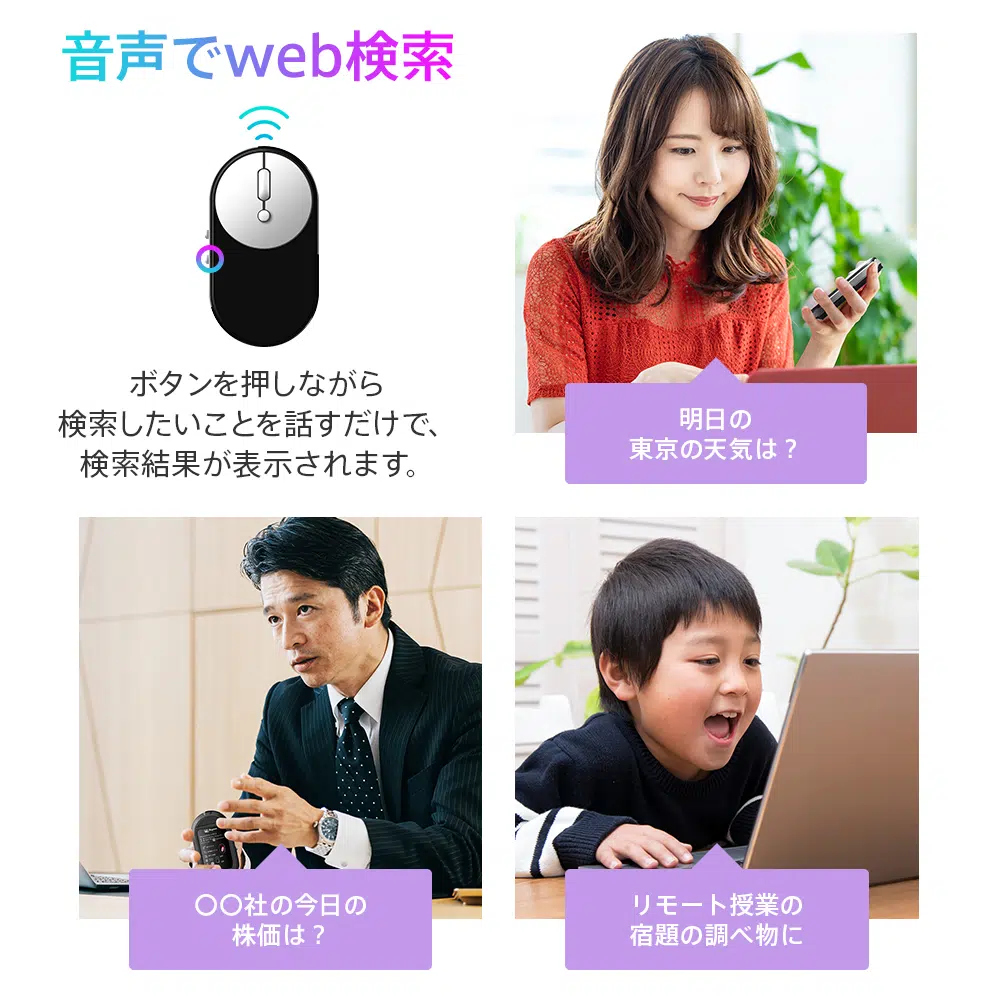 音声でweb検索
ボタンを押しながら
検索したいことを話すだけで、
検索結果が表示されます。
明日の
東京の天気は？
〇〇社の今日の
株価は？
リモート授業の
宿題の調べ物に